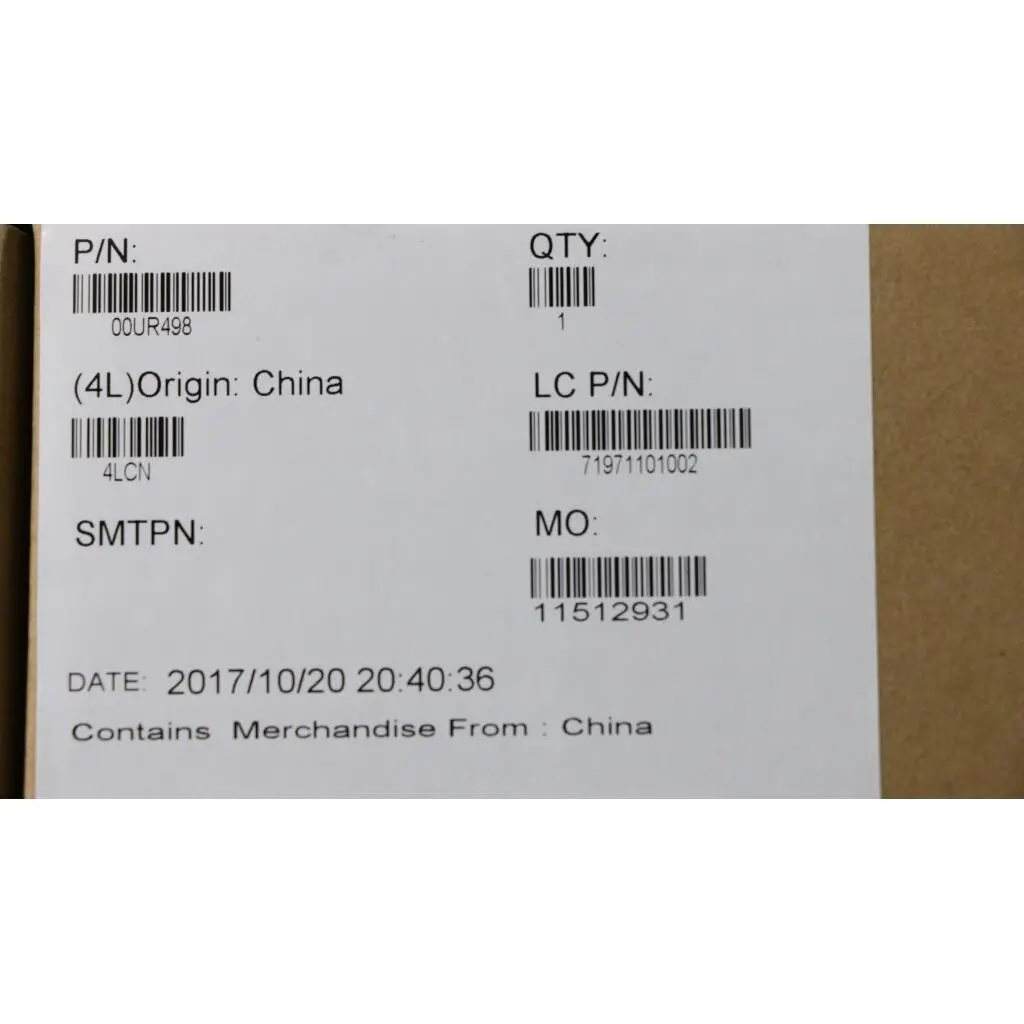 P/N:
00UR498
QTY:
1
(4L)Origin: China
4LCN
LC P/N:
71971101002
SMTPN:
MO:
11512931
DATE: 2017/10/20 20:40:36
Contains Merchandise From : China